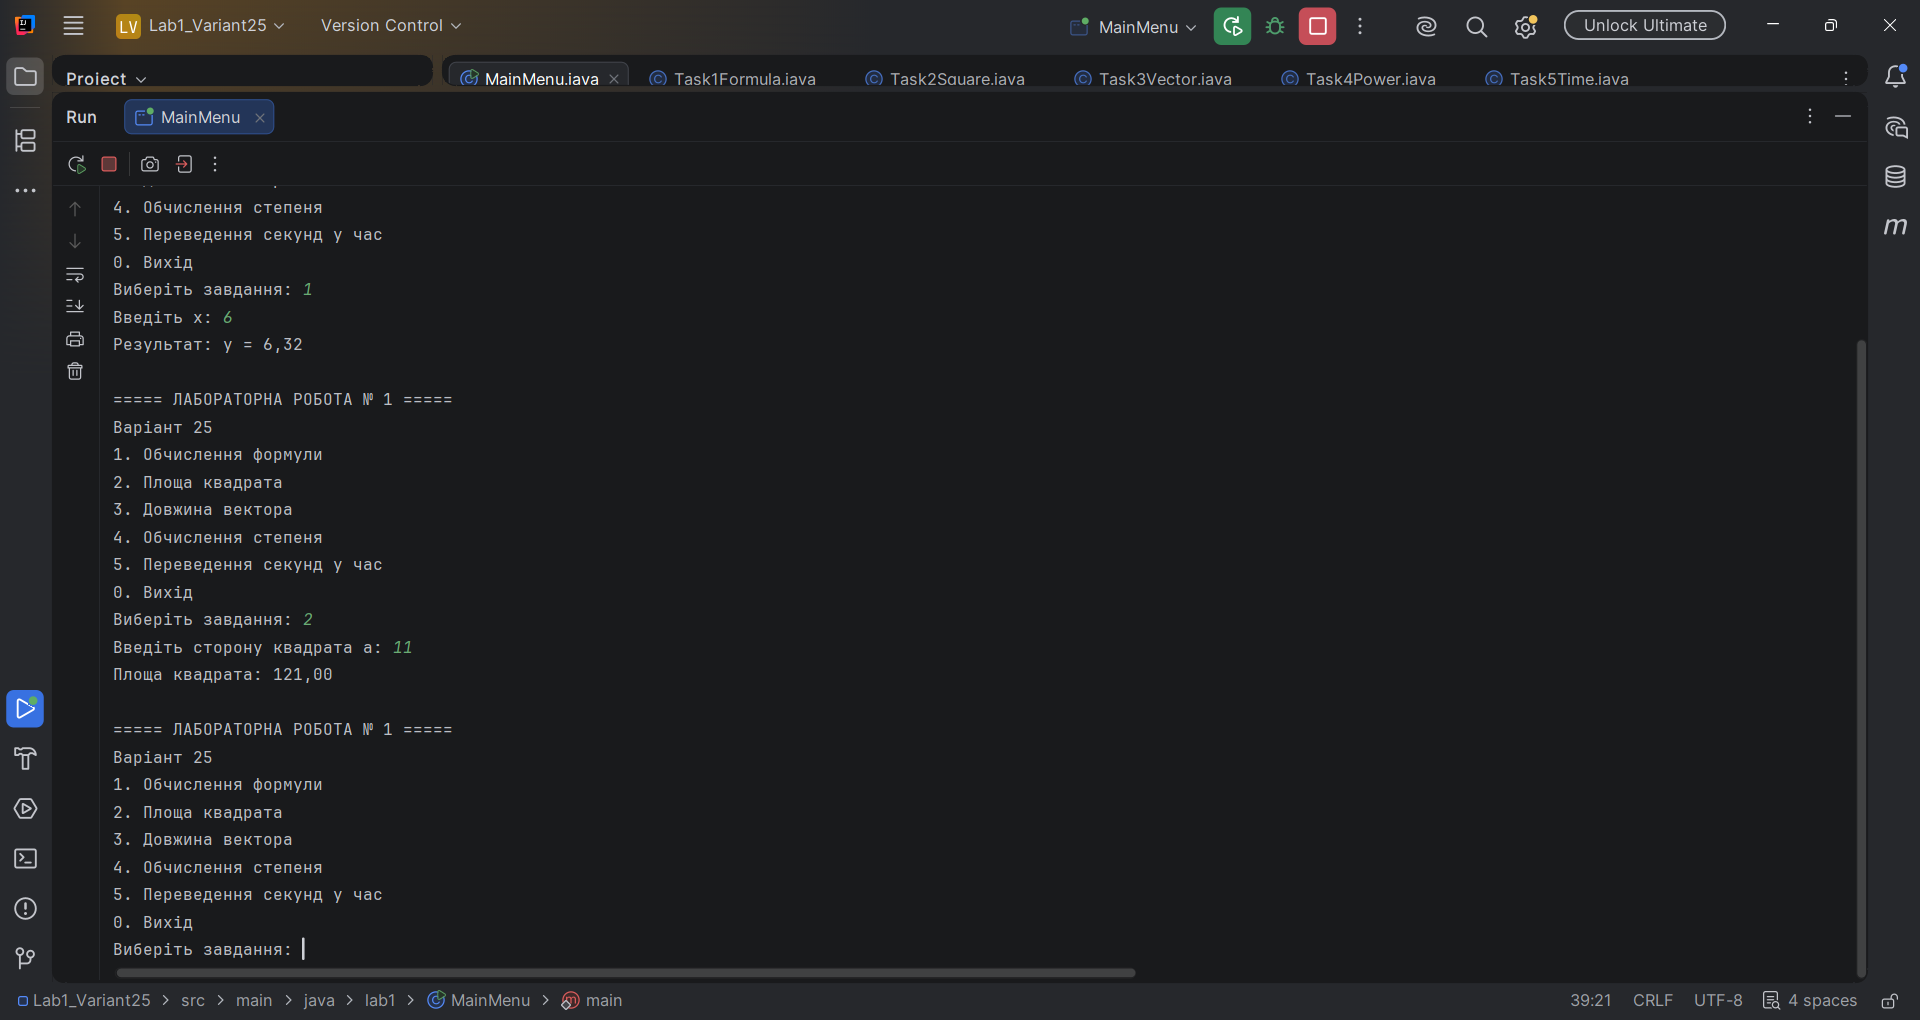 LV Lab1_Variant25 Version Control MainMenu Unlock Ultimate
Project MainMenu.java Task1Formula.java Task2Square.java Task3Vector.java Task4Power.java Task5Time.java
Run MainMenu
4. Обчислення степеня
5. Переведення секунд у час
0. Вихід
Виберіть завдання: 1
Введіть x: 6
Результат: y = 6,32
===== ЛАБОРАТОРНА РОБОТА № 1 =====
Варіант 25
1. Обчислення формули
2. Площа квадрата
3. Довжина вектора
4. Обчислення степеня
5. Переведення секунд у час
0. Вихід
Виберіть завдання: 2
Введіть сторону квадрата a: 11
Площа квадрата: 121,00
===== ЛАБОРАТОРНА РОБОТА № 1 =====
Варіант 25
1. Обчислення формули
2. Площа квадрата
3. Довжина вектора
4. Обчислення степеня
5. Переведення секунд у час
0. Вихід
Виберіть завдання:
Lab1_Variant25 > src > main > java > lab1 > MainMenu > main 39:21 CRLF UTF-8 4 spaces